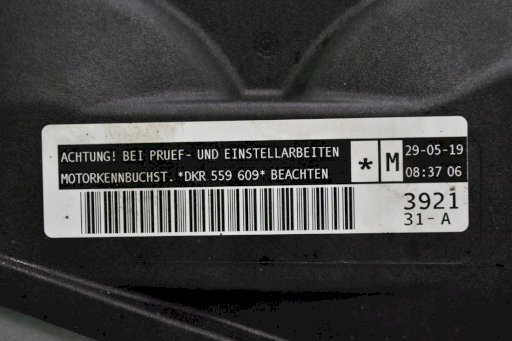 ACHTUNG! BEI PRUEF- UND EINSTELLARBEITEN
MOTORKENNBUCHST. *DKR 559 609* BEACHTEN
* M
29-05-19
08:37 06
3921
31-A